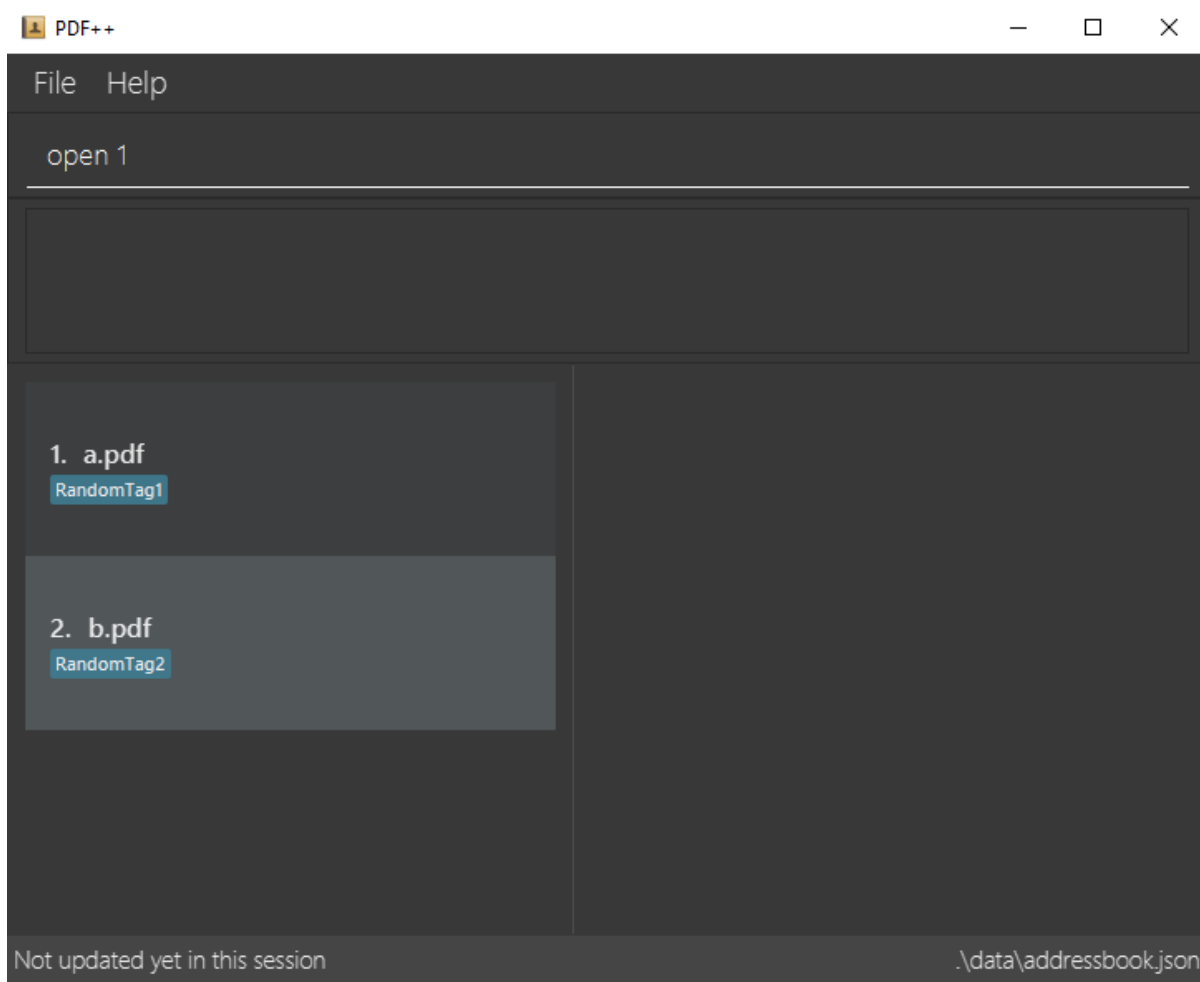 PDF++
File Help
open 1
1. a.pdf
RandomTag1
2. b.pdf
RandomTag2
Not updated yet in this session
.\data\addressbook.json